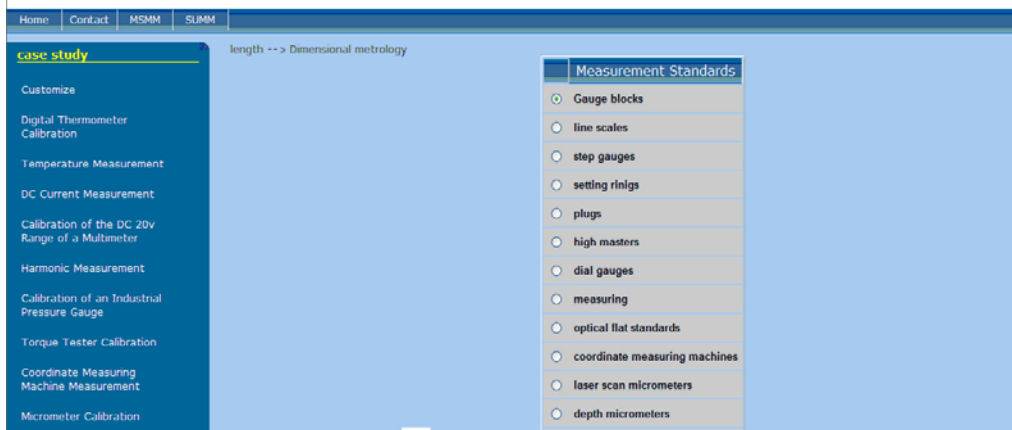 Home Contact MSMM SUMM
case study
Customize
Digital Thermometer
Calibration
Temperature Measurement
DC Current Measurement
Calibration of the DC 20v
Range of a Multimeter
Harmonic Measurement
Calibration of an Industrial
Pressure Gauge
Torque Tester Calibration
Coordinate Measuring
Machine Measurement
Micrometer Calibration
length --> Dimensional metrology
Measurement Standards
Gauge blocks
line scales
step gauges
setting rinigs
plugs
high masters
dial gauges
measuring
optical flat standards
coordinate measuring machines
laser scan micrometers
depth micrometers